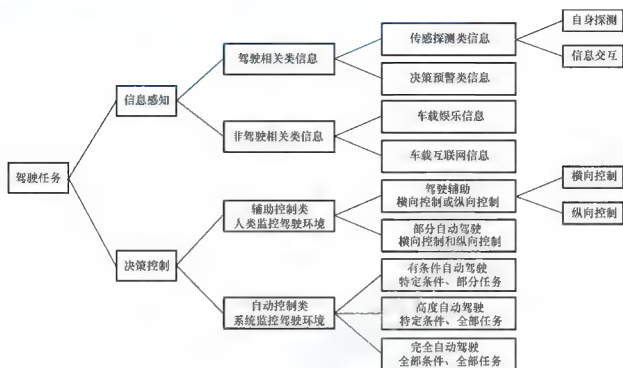 驾驶任务
信息感知
驾驶相关类信息
传感探测类信息
自身探测
信息交互
决策预警类信息
非驾驶相关类信息
车载娱乐信息
车载互联网信息
决策控制
辅助控制类
人类监控驾驶环境
驾驶辅助
横向控制或纵向控制
横向控制
纵向控制
部分自动驾驶
横向控制和纵向控制
自动控制类
系统监控驾驶环境
有条件自动驾驶
特定条件、部分任务
高度自动驾驶
特定条件、全部任务
完全自动驾驶
全部条件、全部任务